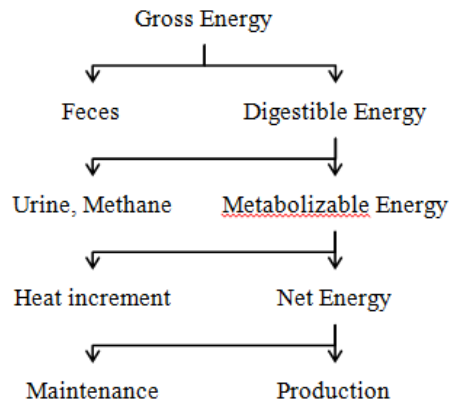 Gross Energy
Feces Digestible Energy
Urine, Methane Metabolizable Energy
Heat increment Net Energy
Maintenance Production